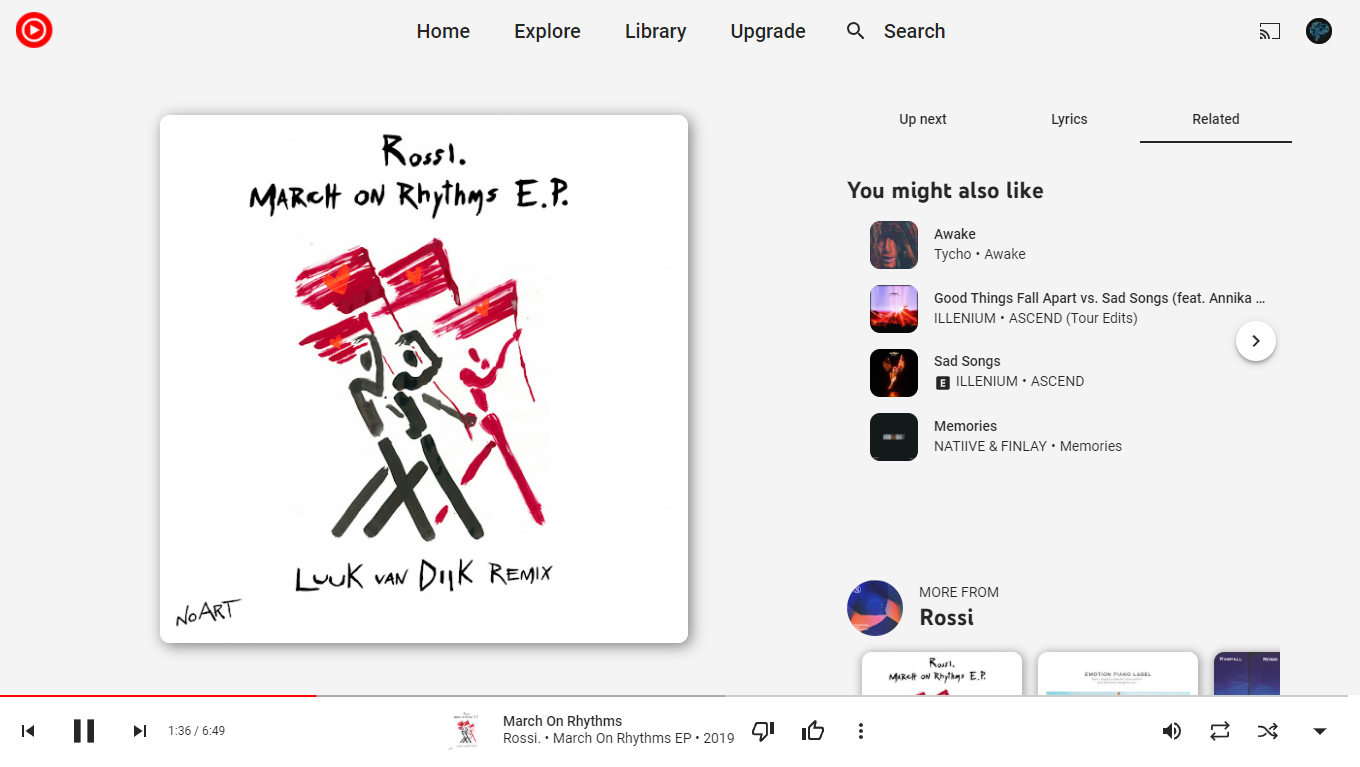 Home
Explore
Library
Upgrade
Search
Rossi.
MARCH ON RhYThMS E.P.
LUUK VAN DIJK REMIX
NOART
Up next
Lyrics
Related
You might also like
Awake
Tycho • Awake
Good Things Fall Apart vs. Sad Songs (feat. Annika ...
ILLENIUM • ASCEND (Tour Edits)
Sad Songs
E ILLENIUM • ASCEND
Memories
NATIIVE & FINLAY • Memories
MORE FROM
Rossi
Rossi.
MARCH ON RhYThMS E.P.
EMOTION PIANO LABEL
1:36 / 6:49
March On Rhythms
Rossi. • March On Rhythms EP • 2019